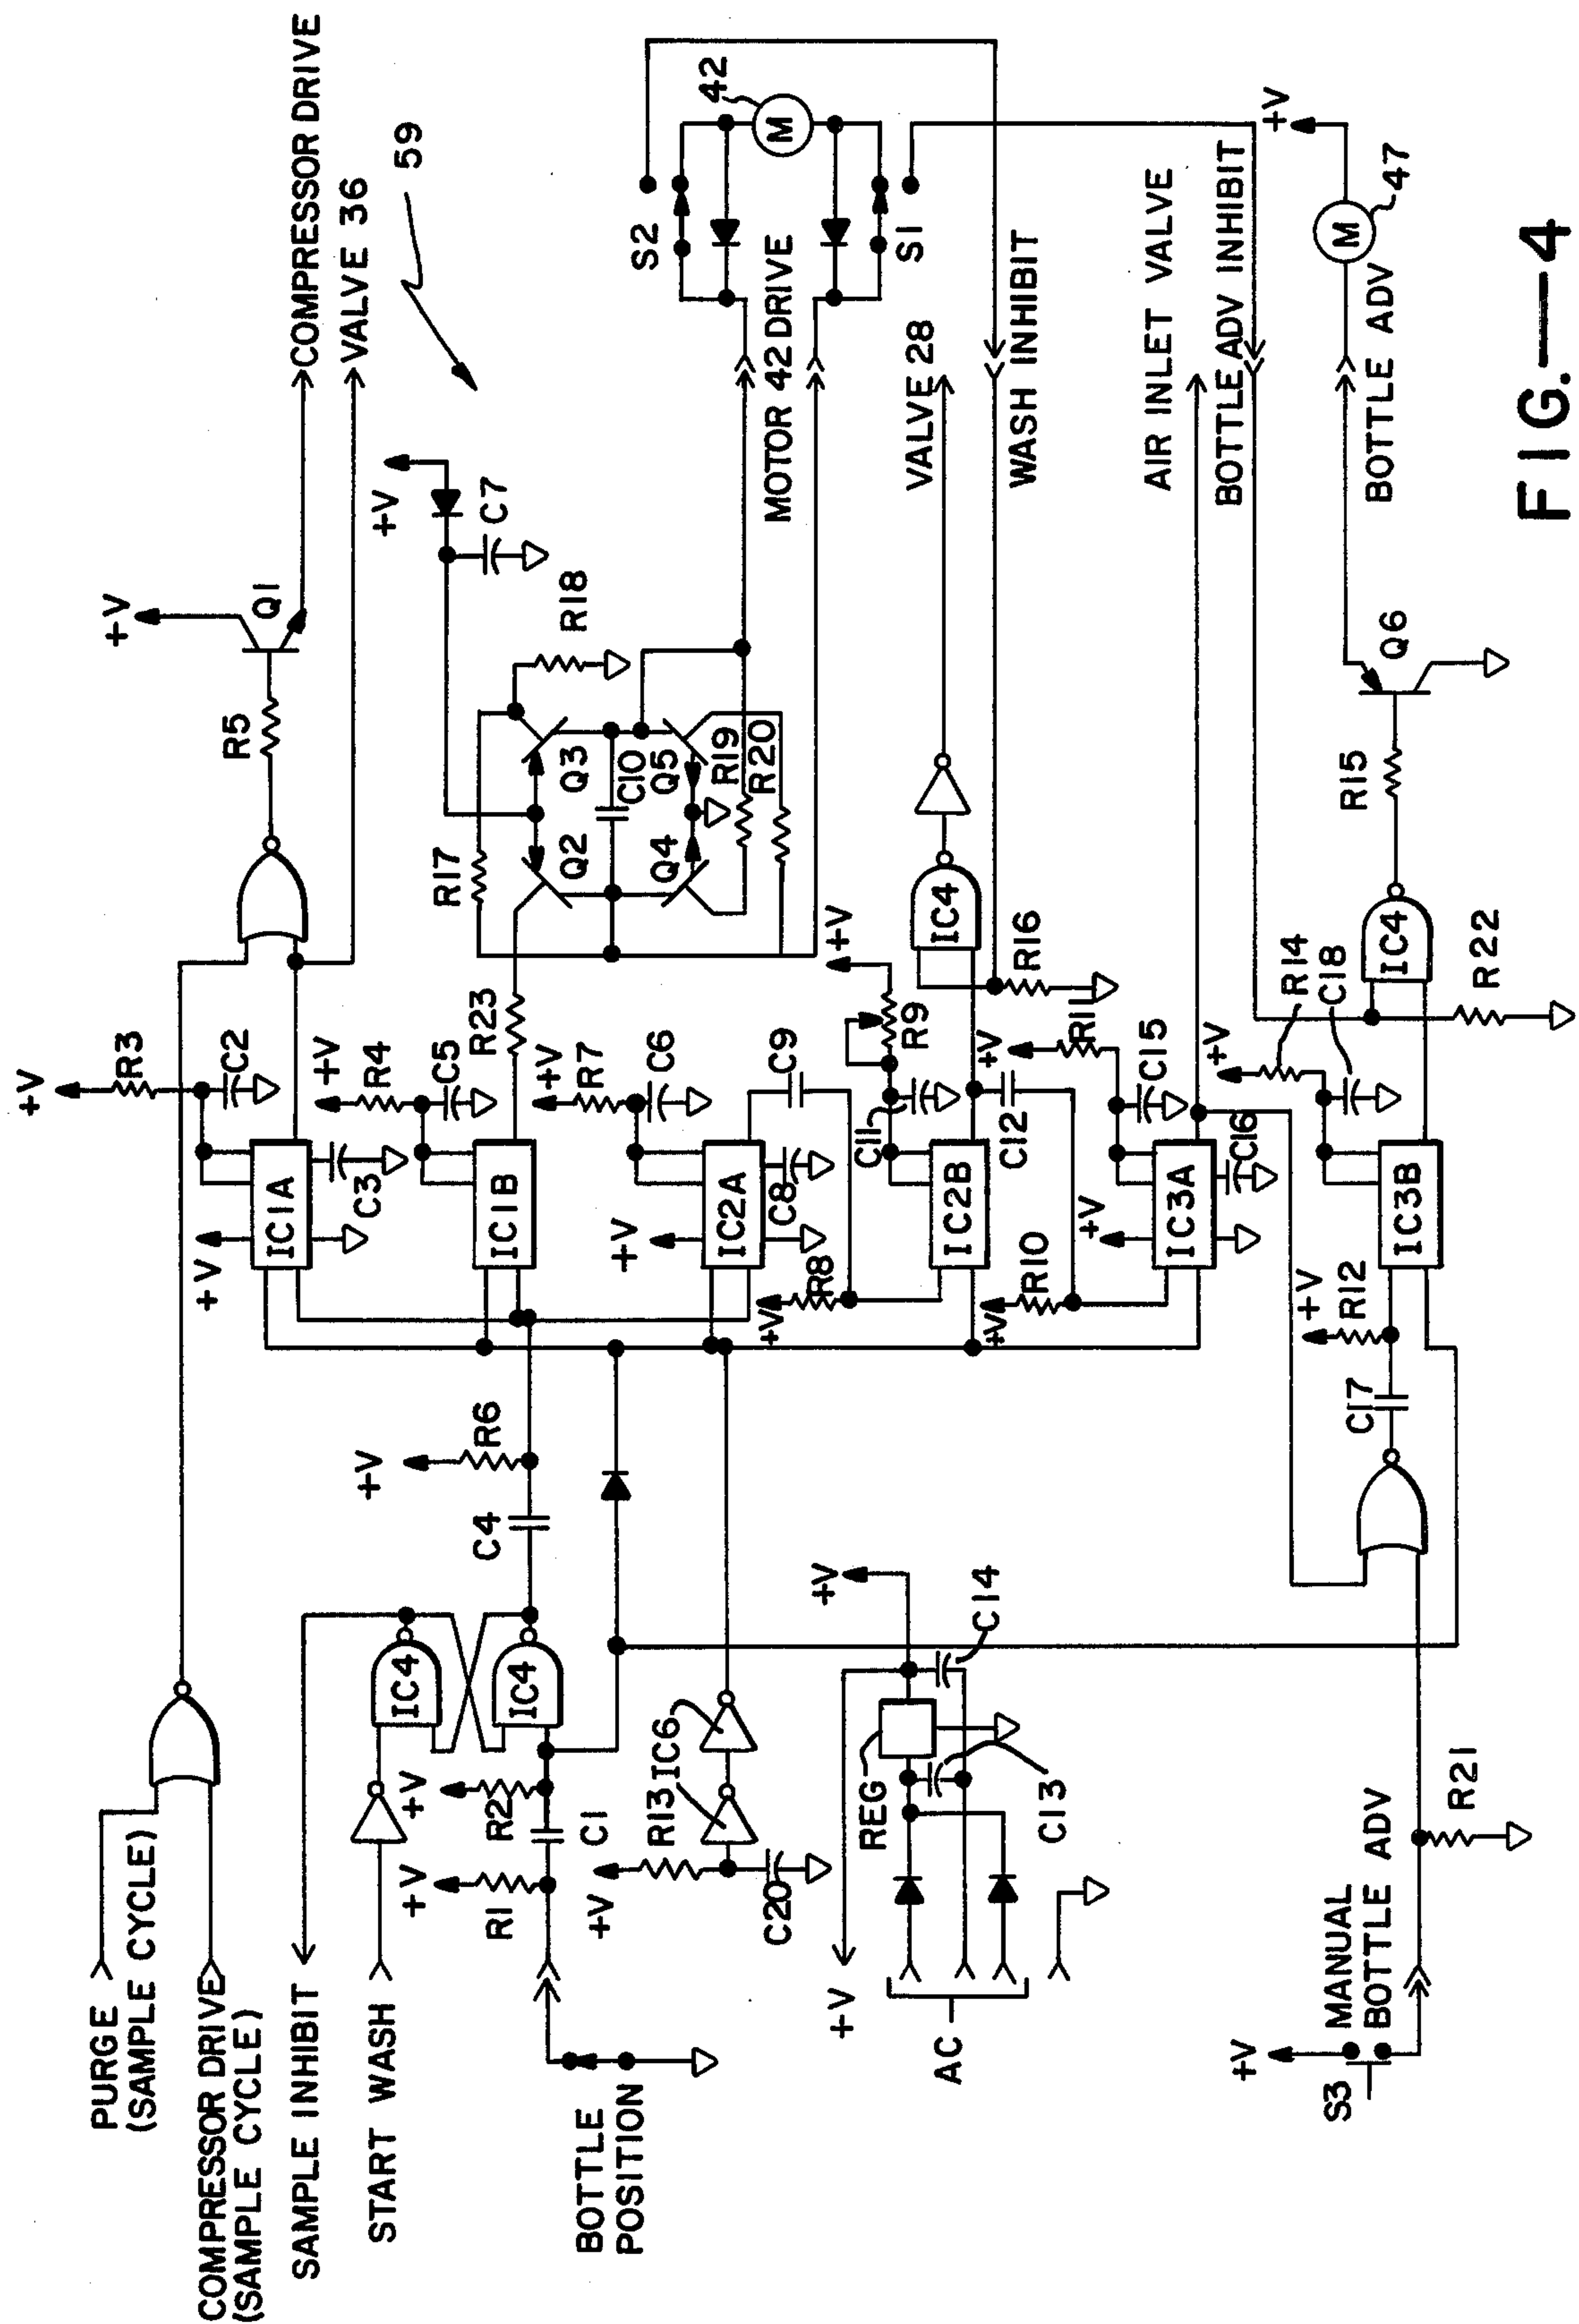 PURGE
(SAMPLE CYCLE)
COMPRESSOR DRIVE
(SAMPLE CYCLE)
SAMPLE INHIBIT
START WASH
BOTTLE
POSITION
+V
R1
C1
+V
R2
IC4
IC4
C4
+V
R6
+V
R13
IC6
C20
+V
AC
REG
C13
C14
+V
+V
S3
MANUAL
BOTTLE ADV
R21
C17
+V
R12
+V
R3
C2
+V
IC1A
C3
+V
R4
C5
IC1B
R23
+V
R7
C6
+V
IC2A
C8
C9
+V
R8
C11
IC2B
R9
+V
C12
+V
R10
+V
R11
C15
+V
IC3A
C16
+V
R14
C18
IC3B
R5
+V
Q1
COMPRESSOR DRIVE
VALVE 36
59
+V
C7
R17
R18
Q2
Q3
C10
Q4
Q5
R19
R20
MOTOR 42 DRIVE
S2
42
M
S1
IC4
R16
VALVE 28
WASH INHIBIT
AIR INLET VALVE
BOTTLE ADV INHIBIT
IC4
R22
R15
Q6
BOTTLE ADV
M
47
+V
FIG.—4